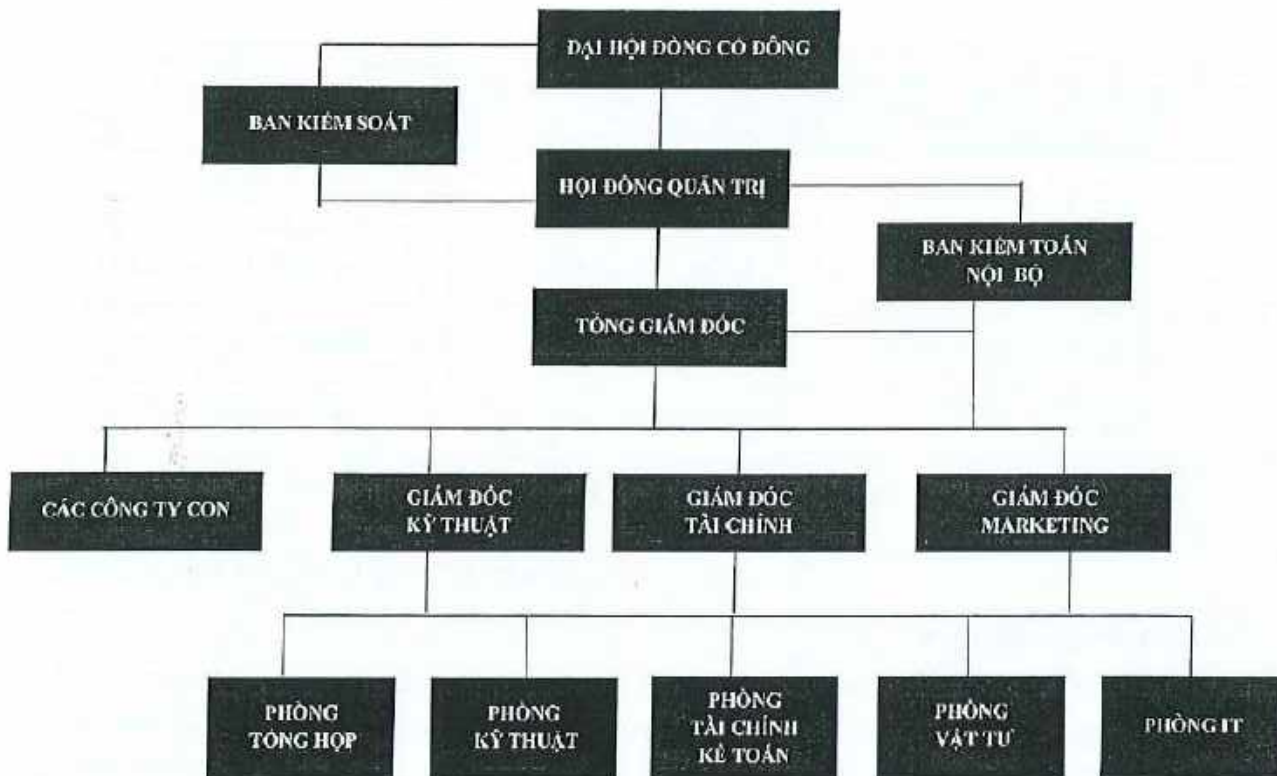 ĐẠI HỘI ĐỒNG CỔ ĐÔNG
BAN KIỂM SOÁT
HỘI ĐỒNG QUẢN TRỊ
BAN KIỂM TOÁN
NỘI BỘ
TỔNG GIÁM ĐỐC
CÁC CÔNG TY CON
GIÁM ĐỐC
KỸ THUẬT
GIÁM ĐỐC
TÀI CHÍNH
GIÁM ĐỐC
MARKETING
PHÒNG
TỔNG HỢP
PHÒNG
KỸ THUẬT
PHÒNG
TÀI CHÍNH
KẾ TOÁN
PHÒNG
VẬT TƯ
PHÒNG IT